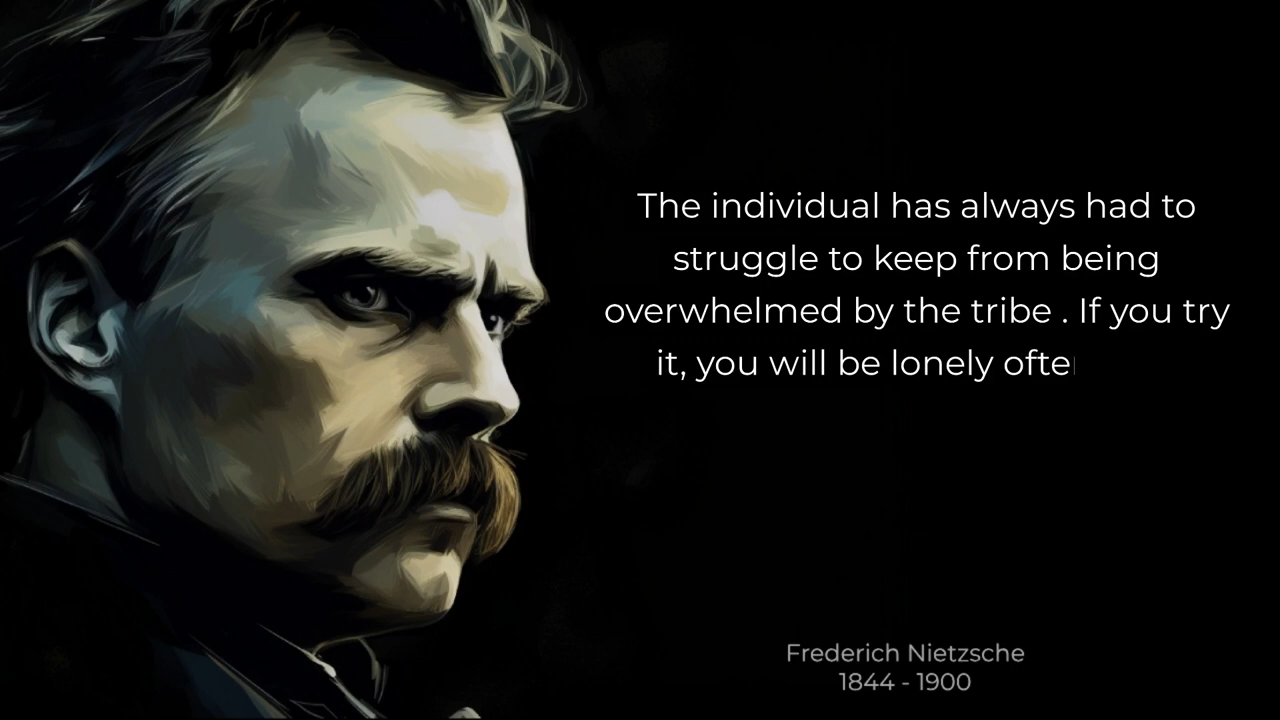 The individual has always had to
struggle to keep from being
overwhelmed by the tribe . If you try
it, you will be lonely ofte
Frederich Nietzsche
1844 - 1900